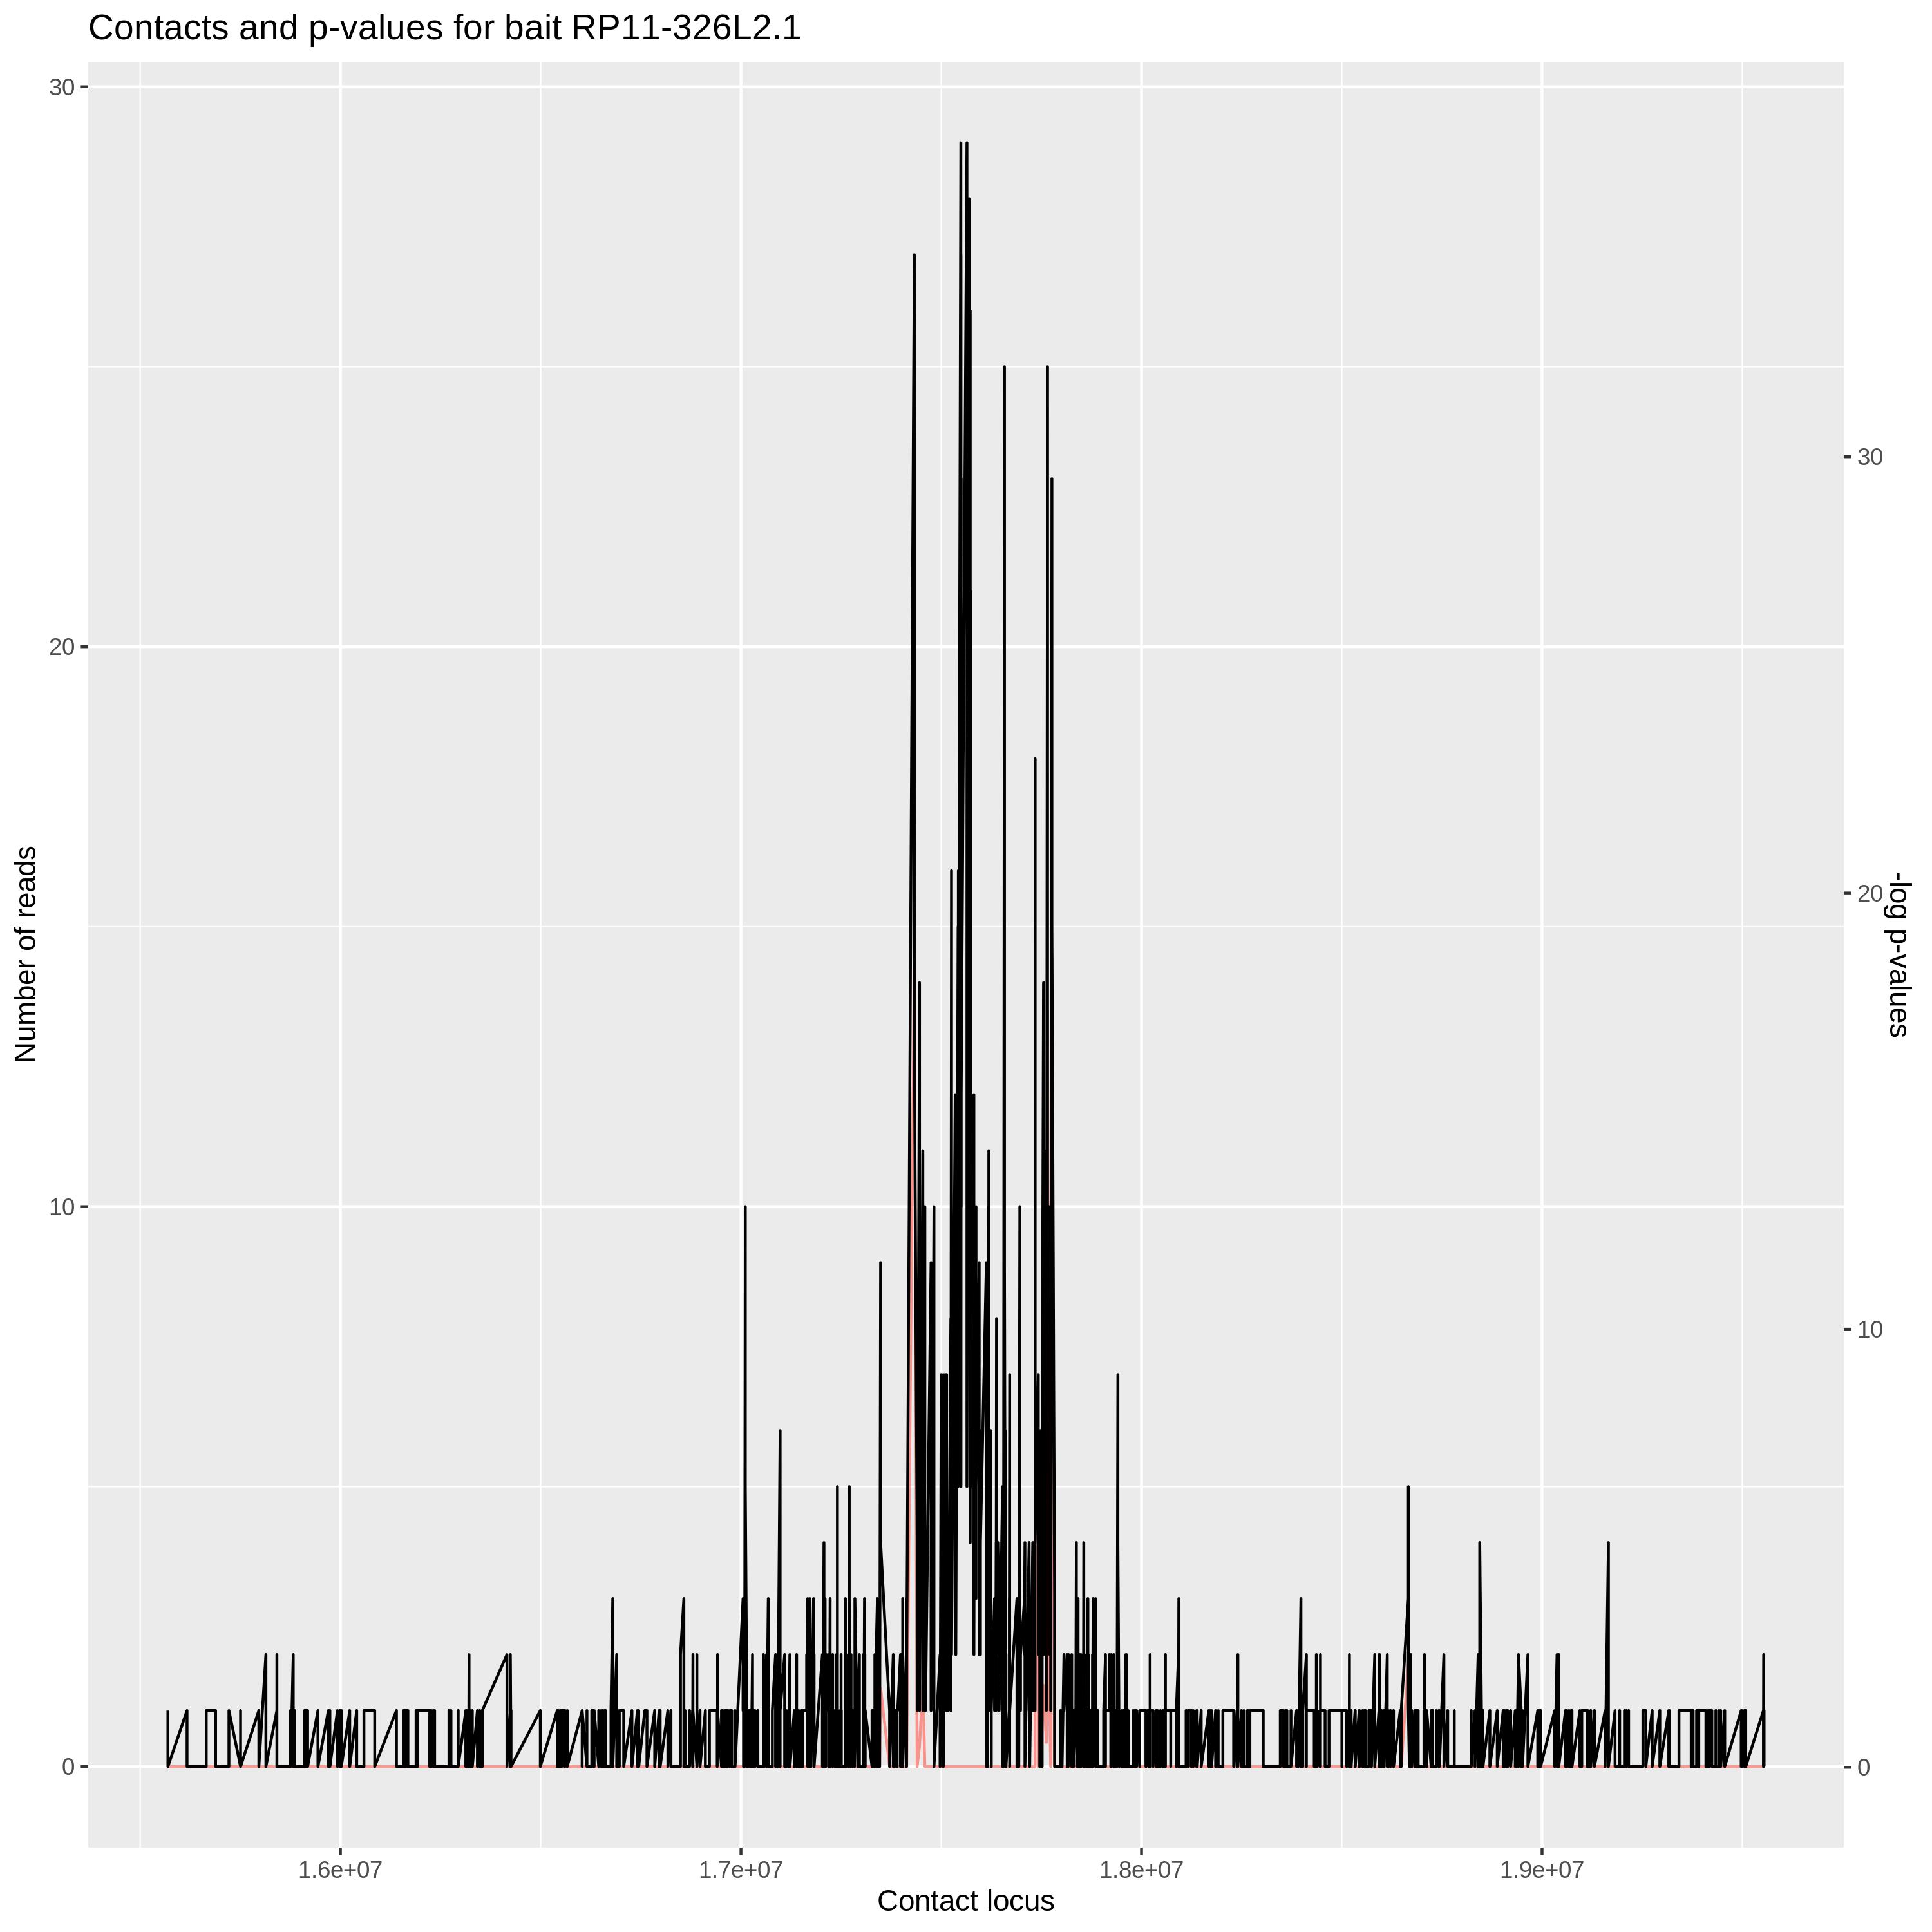 Contacts and p-values for bait RP11-326L2.1
30
20
10
0
Number of reads
30
20
10
0
-log p-values
1.6e+07 1.7e+07 1.8e+07 1.9e+07
Contact locus